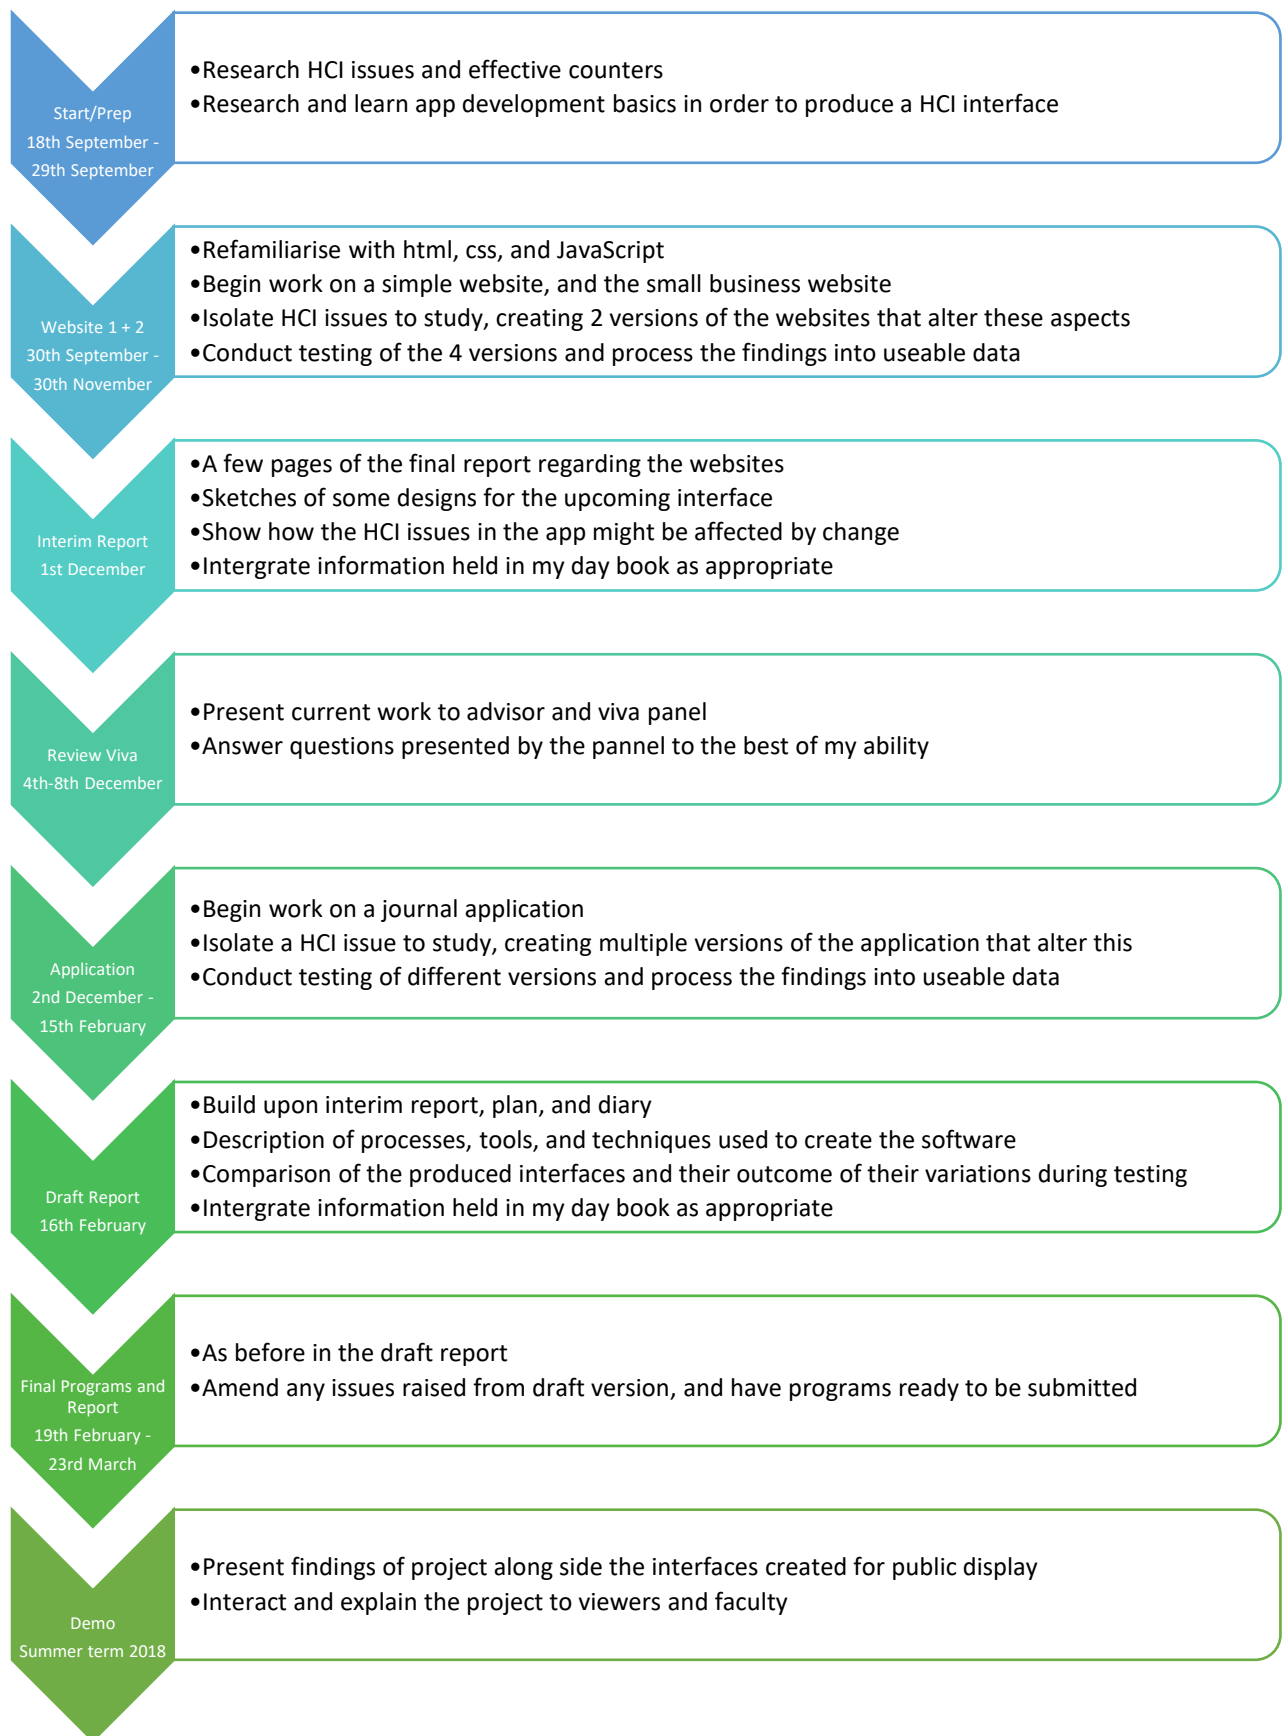 Start/Prep
18th September -
29th September
•Research HCI issues and effective counters
•Research and learn app development basics in order to produce a HCI interface
Website 1 + 2
30th September -
30th November
•Refamiliarise with html, css, and JavaScript
•Begin work on a simple website, and the small business website
•Isolate HCI issues to study, creating 2 versions of the websites that alter these aspects
•Conduct testing of the 4 versions and process the findings into useable data
Interim Report
1st December
•A few pages of the final report regarding the websites
•Sketches of some designs for the upcoming interface
•Show how the HCI issues in the app might be affected by change
•Intergrate information held in my day book as appropriate
Review Viva
4th-8th December
•Present current work to advisor and viva panel
•Answer questions presented by the pannel to the best of my ability
Application
2nd December -
15th February
•Begin work on a journal application
•Isolate a HCI issue to study, creating multiple versions of the application that alter this
•Conduct testing of different versions and process the findings into useable data
Draft Report
16th February
•Build upon interim report, plan, and diary
•Description of processes, tools, and techniques used to create the software
•Comparison of the produced interfaces and their outcome of their variations during testing
•Intergrate information held in my day book as appropriate
Final Programs and
Report
19th February -
23rd March
•As before in the draft report
•Amend any issues raised from draft version, and have programs ready to be submitted
Demo
Summer term 2018
•Present findings of project along side the interfaces created for public display
•Interact and explain the project to viewers and faculty